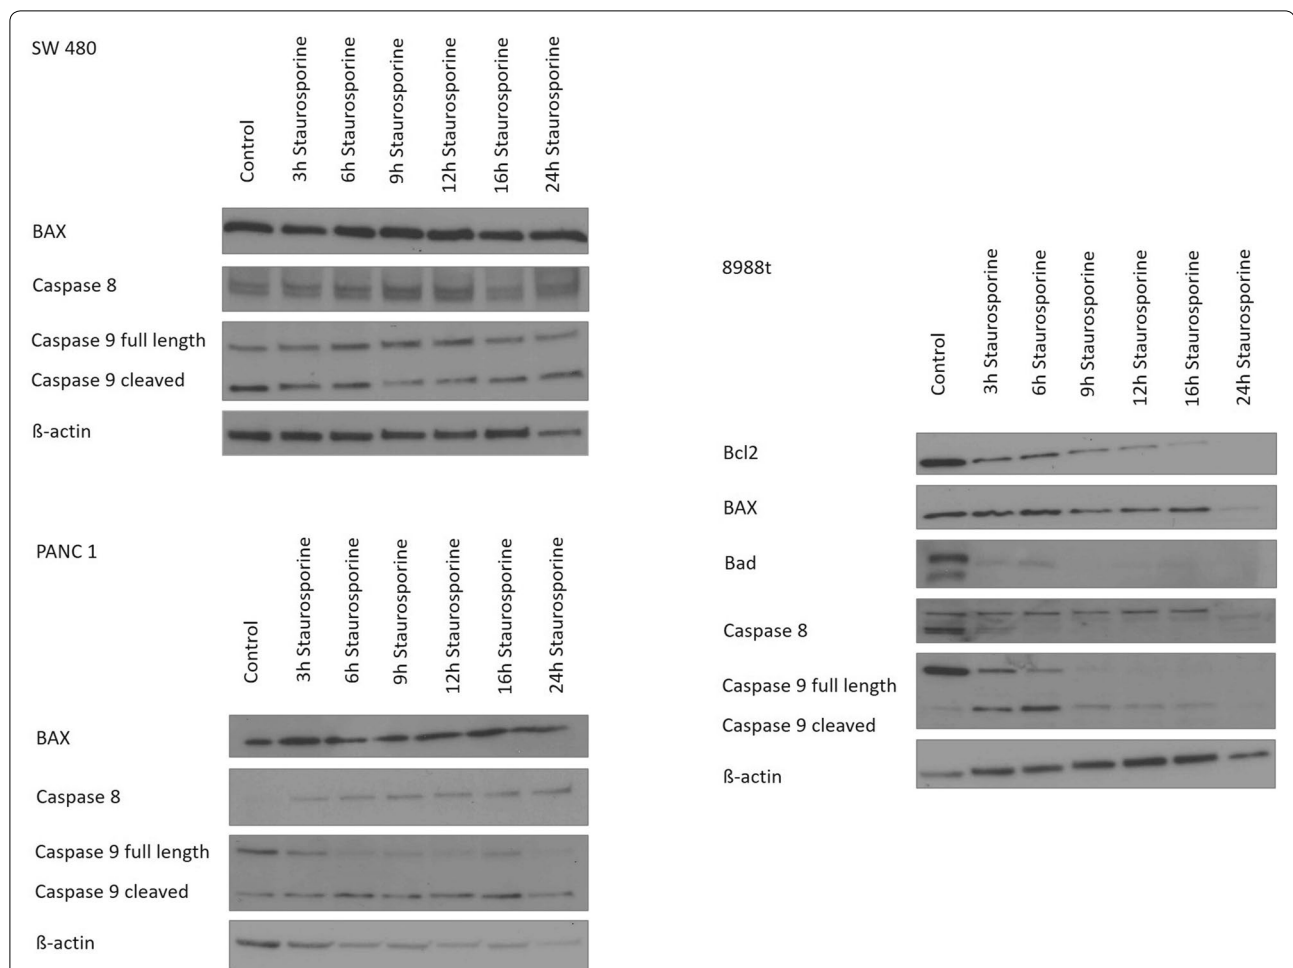 SW 480
Control
3h Staurosporine
6h Staurosporine
9h Staurosporine
12h Staurosporine
16h Staurosporine
24h Staurosporine
BAX
Caspase 8
Caspase 9 full length
Caspase 9 cleaved
ß-actin
PANC 1
Control
3h Staurosporine
6h Staurosporine
9h Staurosporine
12h Staurosporine
16h Staurosporine
24h Staurosporine
BAX
Caspase 8
Caspase 9 full length
Caspase 9 cleaved
ß-actin
8988t
Control
3h Staurosporine
6h Staurosporine
9h Staurosporine
12h Staurosporine
16h Staurosporine
24h Staurosporine
Bcl2
BAX
Bad
Caspase 8
Caspase 9 full length
Caspase 9 cleaved
ß-actin